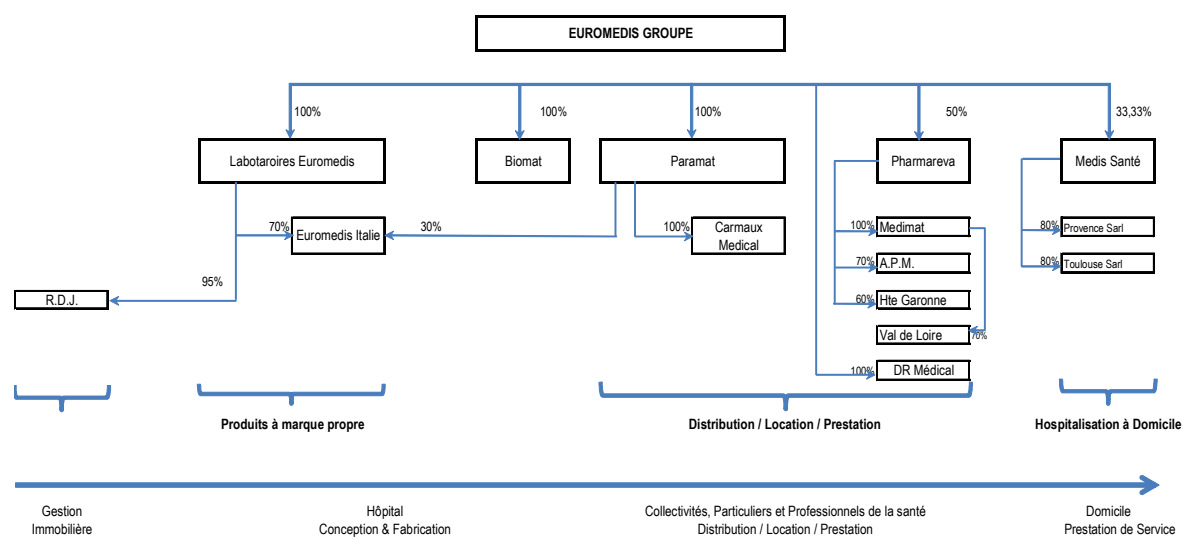 EUROMEDIS GROUPE
100%
100%
100%
50%
33,33%
Labotaroires Euromedis
Biomat
Paramat
Pharmareva
Medis Santé
70%
Euromedis Italie
30%
100%
Carmaux
Medical
100%
Medimat
80%
Provence Sarl
70%
A.P.M.
80%
Toulouse Sarl
95%
R.D.J.
60%
Hte Garonne
Val de Loire
70%
100%
DR Médical
Produits à marque propre
Distribution / Location / Prestation
Hospitalisation à Domicile
Gestion
Immobilière
Hôpital
Conception & Fabrication
Collectivités, Particuliers et Professionnels de la santé
Distribution / Location / Prestation
Domicile
Prestation de Service